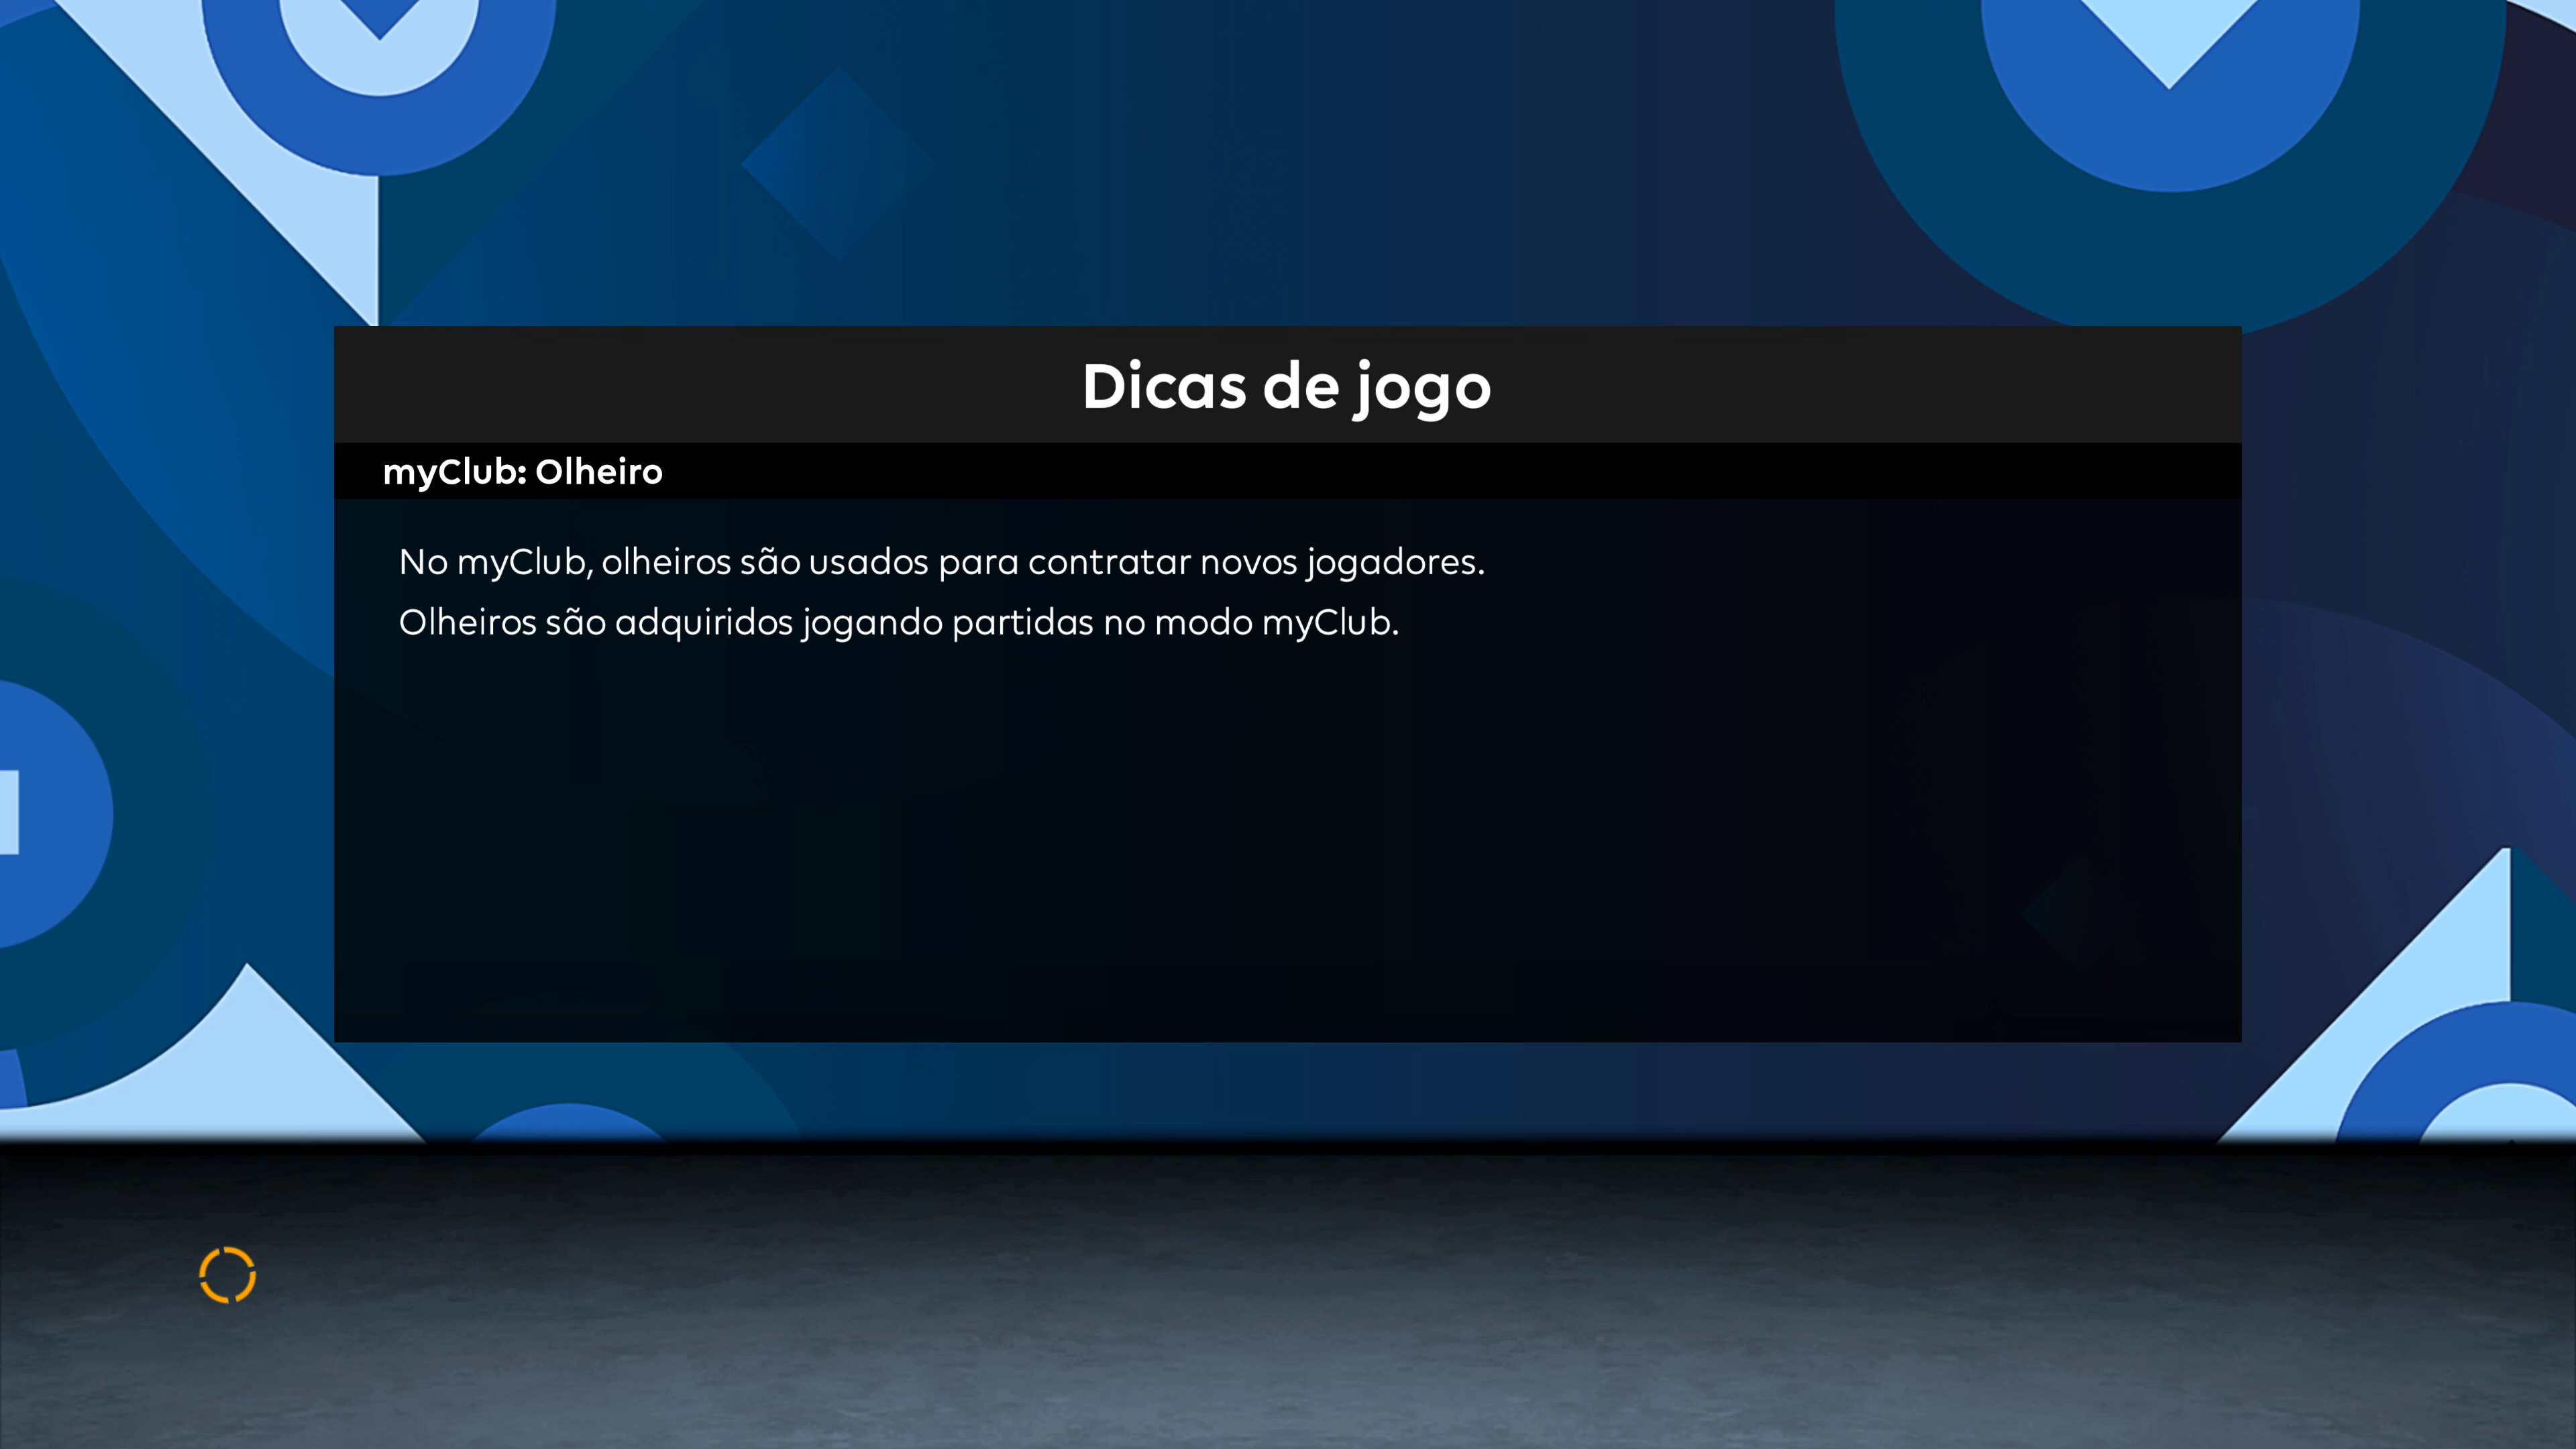 Dicas de jogo
myClub: Olheiro
No myClub, olheiros são usados para contratar novos jogadores.
Olheiros são adquiridos jogando partidas no modo myClub.